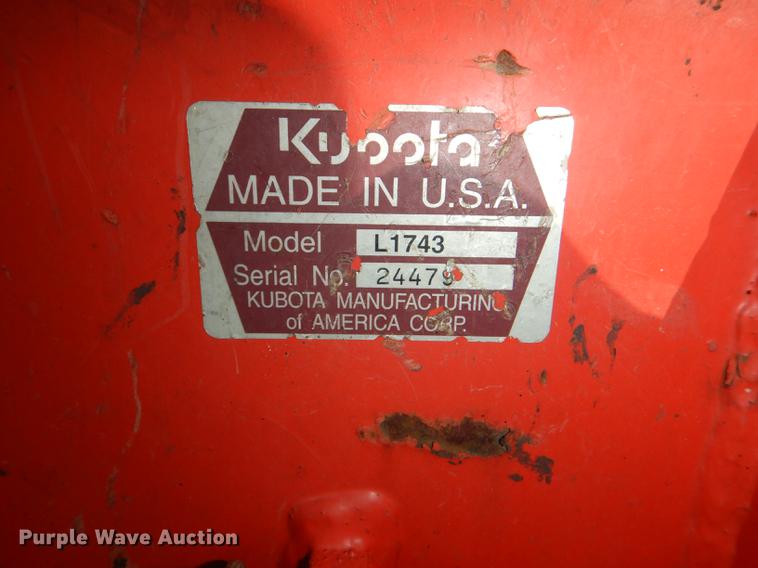 Kubota
MADE IN U.S.A.
Model L1743
Serial No. 24479
KUBOTA MANUFACTURING
of AMERICA CORP.
Purple Wave Auction